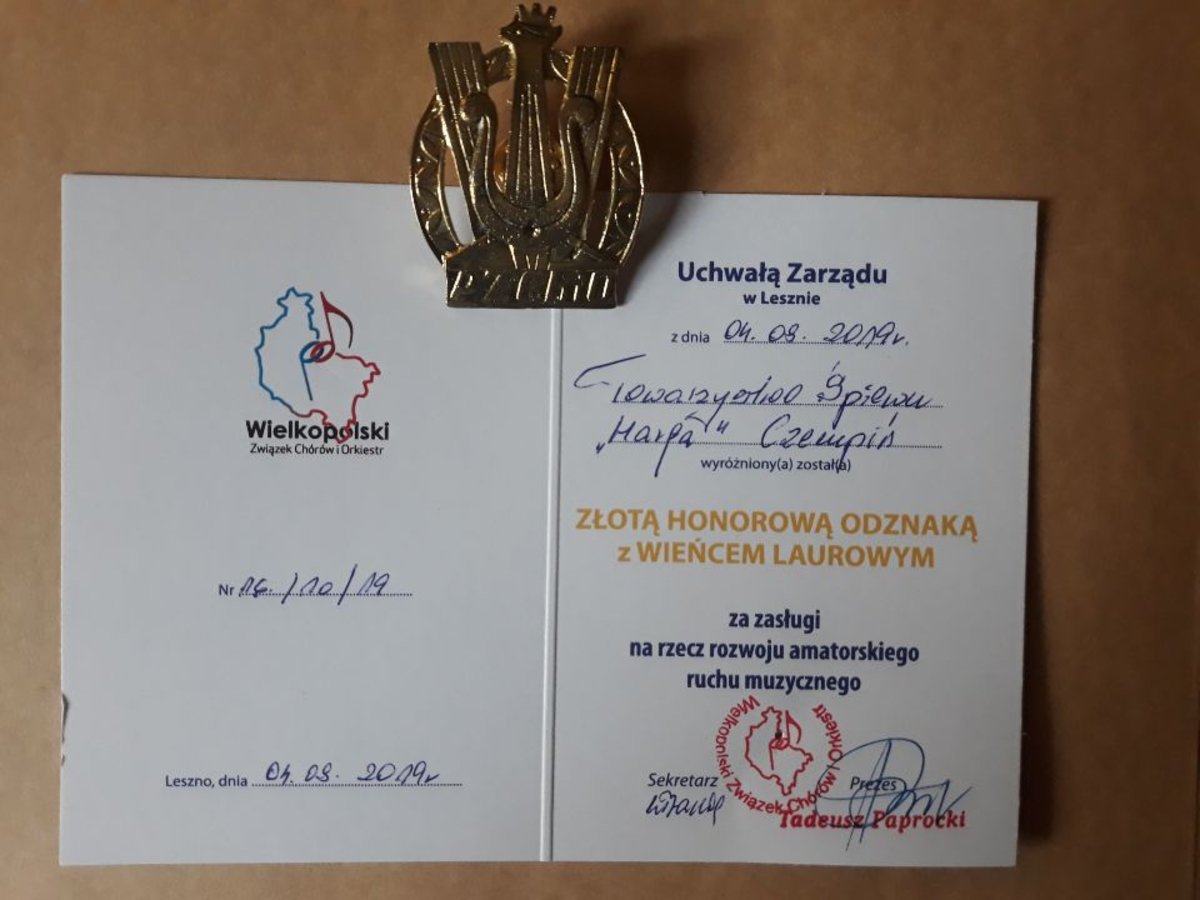 Wielkopolski
Związek Chórów i Orkiestr
Nr 16./10/19
Leszno, dnia 04.09.2019r
Uchwałą Zarządu
w Lesznie
z dnia 04.09.2019r.
Towarzystwo Śpiewu
„Harfa" Czempiń
wyróżniony(a) został(a)
ZŁOTĄ HONOROWĄ ODZNAKĄ
z WIEŃCEM LAUROWYM
za zasługi
na rzecz rozwoju amatorskiego
ruchu muzycznego
Wielkopolski Związek Chórów i Orkiestr
Sekretarz
Prezes
Tadeusz Paprocki